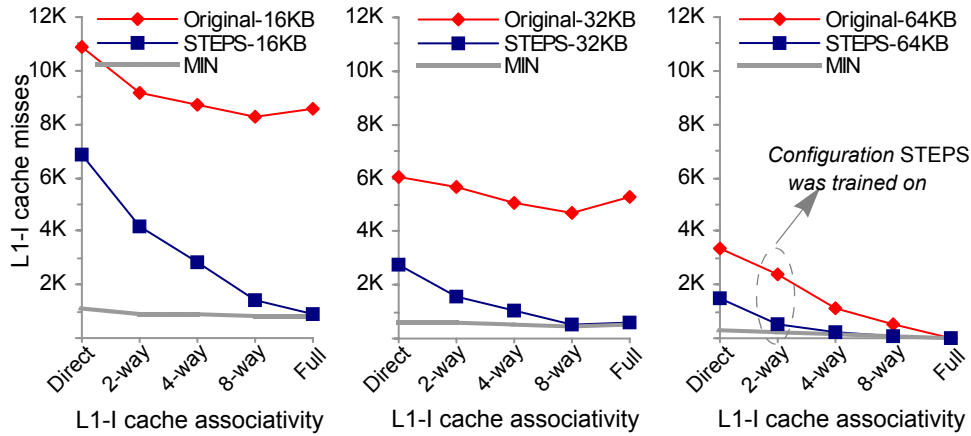 L1-I cache misses
12K
10K
8K
6K
4K
2K
Original-16KB
STEPS-16KB
MIN
Direct
2-way
4-way
8-way
Full
L1-I cache associativity
12K
10K
8K
6K
4K
2K
Original-32KB
STEPS-32KB
MIN
Direct
2-way
4-way
8-way
Full
L1-I cache associativity
12K
10K
8K
6K
4K
2K
Original-64KB
STEPS-64KB
MIN
Configuration STEPS
was trained on
Direct
2-way
4-way
8-way
Full
L1-I cache associativity